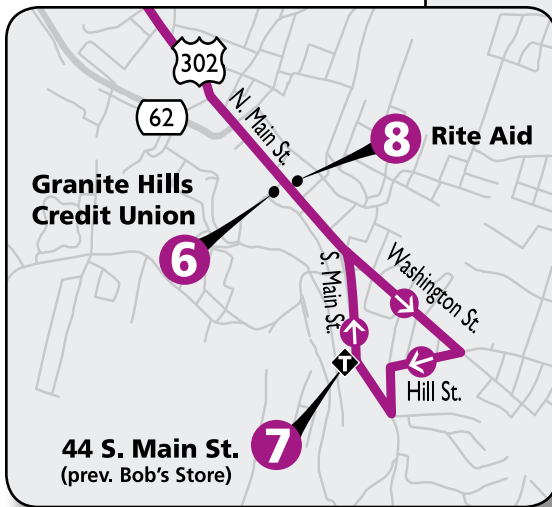 302
62
N. Main St.
8 Rite Aid
Granite Hills
Credit Union
6
S. Main St.
Washington St.
T
Hill St.
44 S. Main St.
(prev. Bob's Store)
7